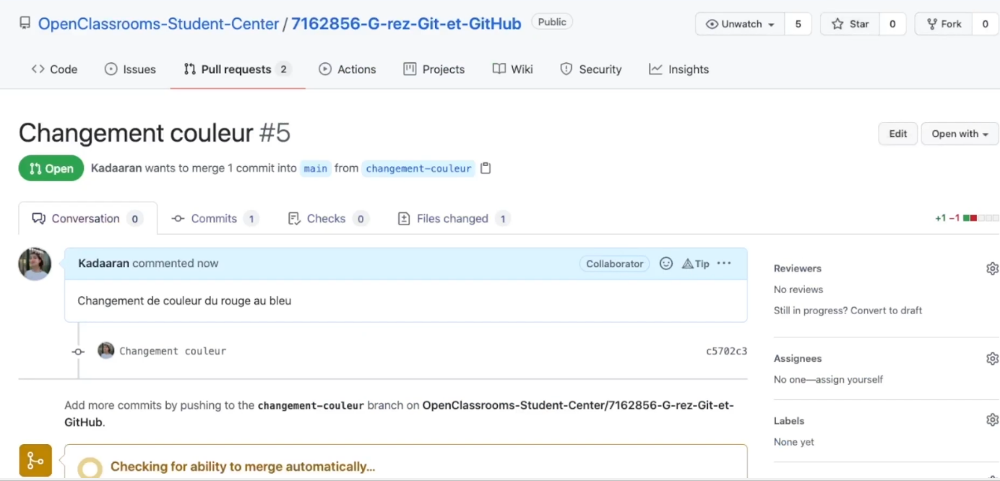 OpenClassrooms-Student-Center / 7162856-G-rez-Git-et-GitHub Public Unwatch 5 Star 0 Fork 0
Code Issues Pull requests 2 Actions Projects Wiki Security Insights
Changement couleur #5
Edit Open with
Open Kadaaran wants to merge 1 commit into main from changement-couleur
Conversation 0 Commits 1 Checks 0 Files changed 1 +1 −1
Kadaaran commented now Collaborator Tip ...
Changement de couleur du rouge au bleu
Changement couleur c5702c3
Add more commits by pushing to the changement-couleur branch on OpenClassrooms-Student-Center/7162856-G-rez-Git-et-
GitHub.
Checking for ability to merge automatically...
Reviewers
No reviews
Still in progress? Convert to draft
Assignees
No one—assign yourself
Labels
None yet